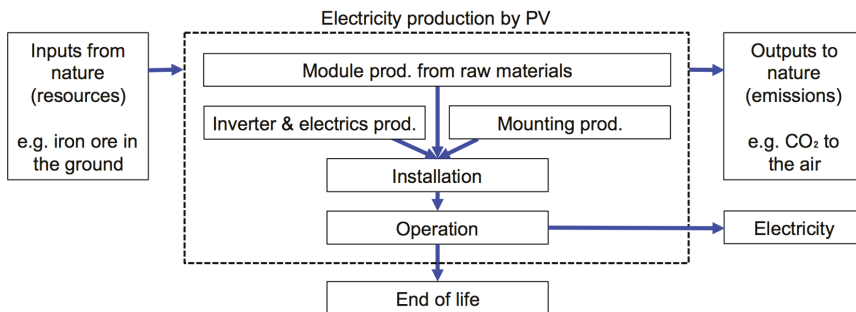 Electricity production by PV
Inputs from
nature
(resources)
e.g. iron ore in
the ground
Module prod. from raw materials
Inverter & electrics prod.
Mounting prod.
Installation
Operation
End of life
Outputs to
nature
(emissions)
e.g. CO₂ to
the air
Electricity